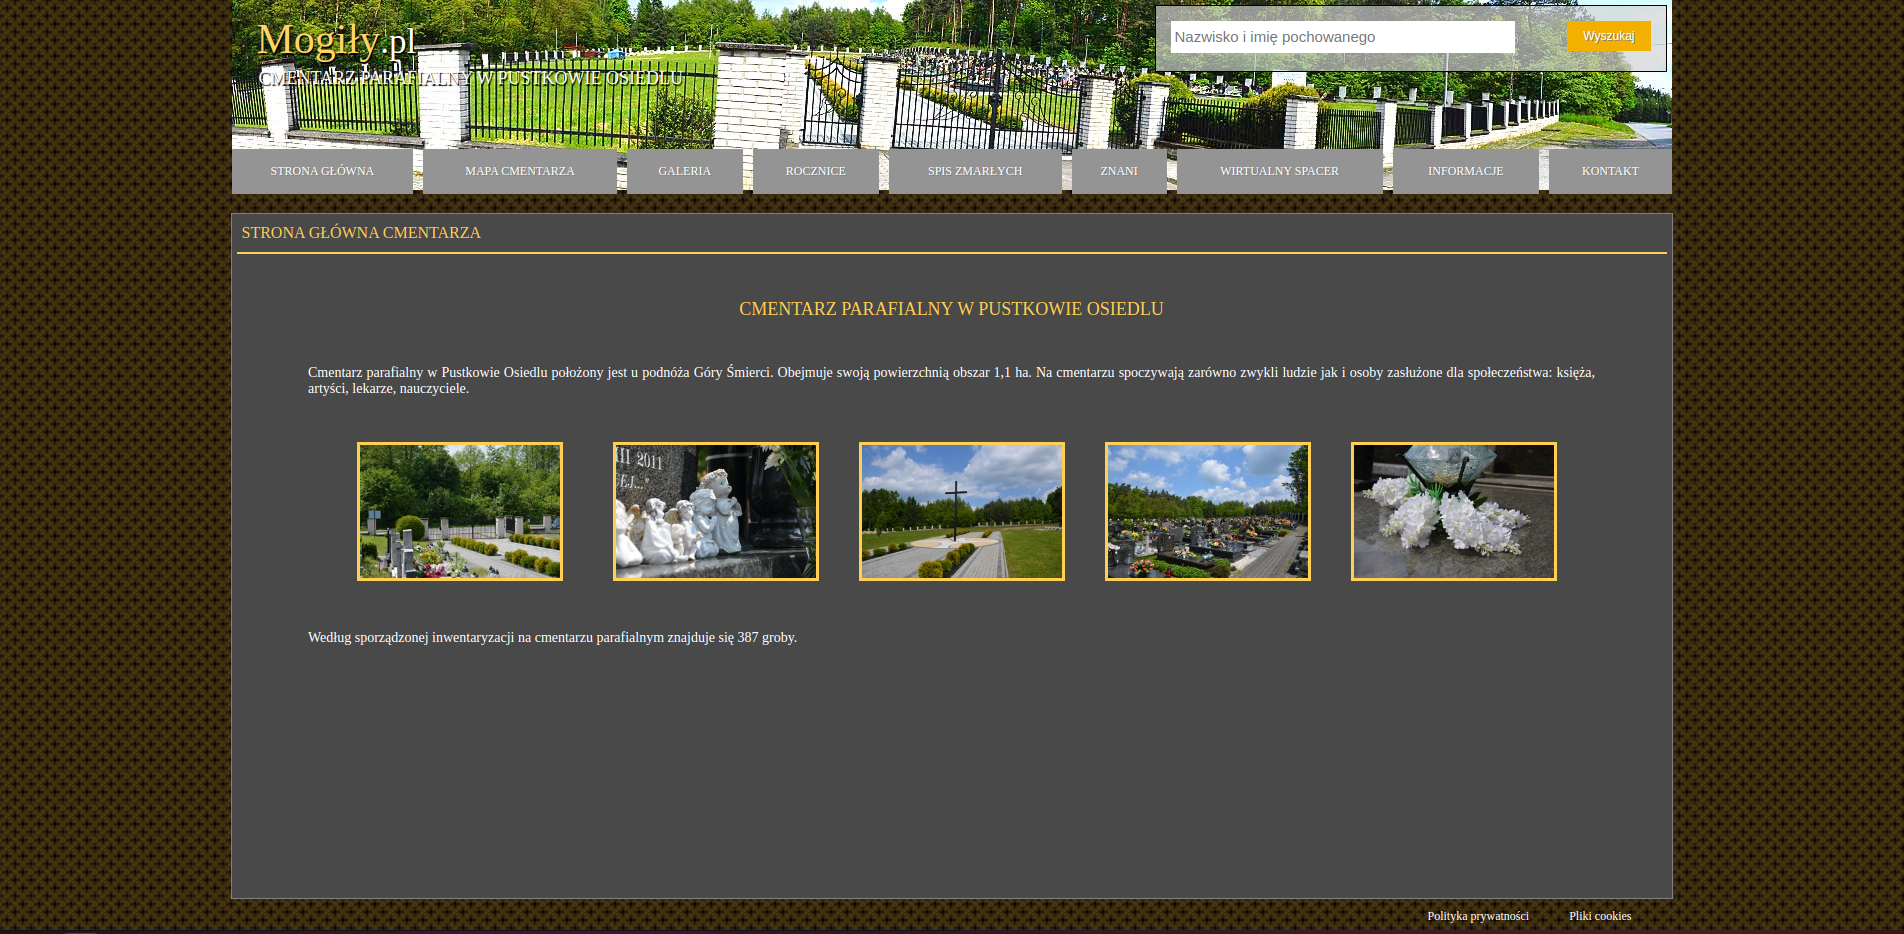 Mogiły.pl
CMENTARZ PARAFIALNY W PUSTKOWIE OSIEDLU
Nazwisko i imię pochowanego
Wyszukaj
STRONA GŁÓWNA
MAPA CMENTARZA
GALERIA
ROCZNICE
SPIS ZMARŁYCH
ZNANI
WIRTUALNY SPACER
INFORMACJE
KONTAKT
STRONA GŁÓWNA CMENTARZA
CMENTARZ PARAFIALNY W PUSTKOWIE OSIEDLU
Cmentarz parafialny w Pustkowie Osiedlu położony jest u podnóża Góry Śmierci. Obejmuje swoją powierzchnią obszar 1,1 ha. Na cmentarzu spoczywają zarówno zwykli ludzie jak i osoby zasłużone dla społeczeństwa: księża,
artyści, lekarze, nauczyciele.
III 2011
EJ..."
Według sporządzonej inwentaryzacji na cmentarzu parafialnym znajduje się 387 groby.
Polityka prywatności
Pliki cookies